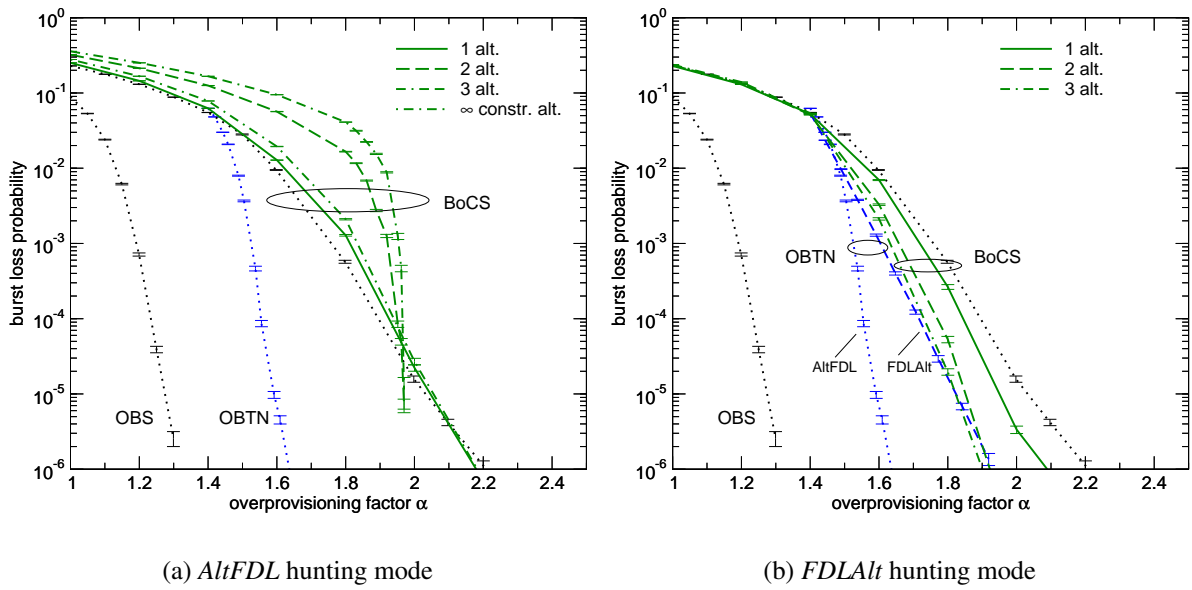 10^0
10^-1
10^-2
10^-3
10^-4
10^-5
10^-6
burst loss probability
1 alt.
2 alt.
3 alt.
∞ constr. alt.
BoCS
OBS
OBTN
1 1.2 1.4 1.6 1.8 2 2.2 2.4
overprovisioning factor α
(a) AltFDL hunting mode
10^0
10^-1
10^-2
10^-3
10^-4
10^-5
10^-6
burst loss probability
1 alt.
2 alt.
3 alt.
OBTN
BoCS
AltFDL
FDLAlt
OBS
OBTN
1 1.2 1.4 1.6 1.8 2 2.2 2.4
overprovisioning factor α
(b) FDLAlt hunting mode